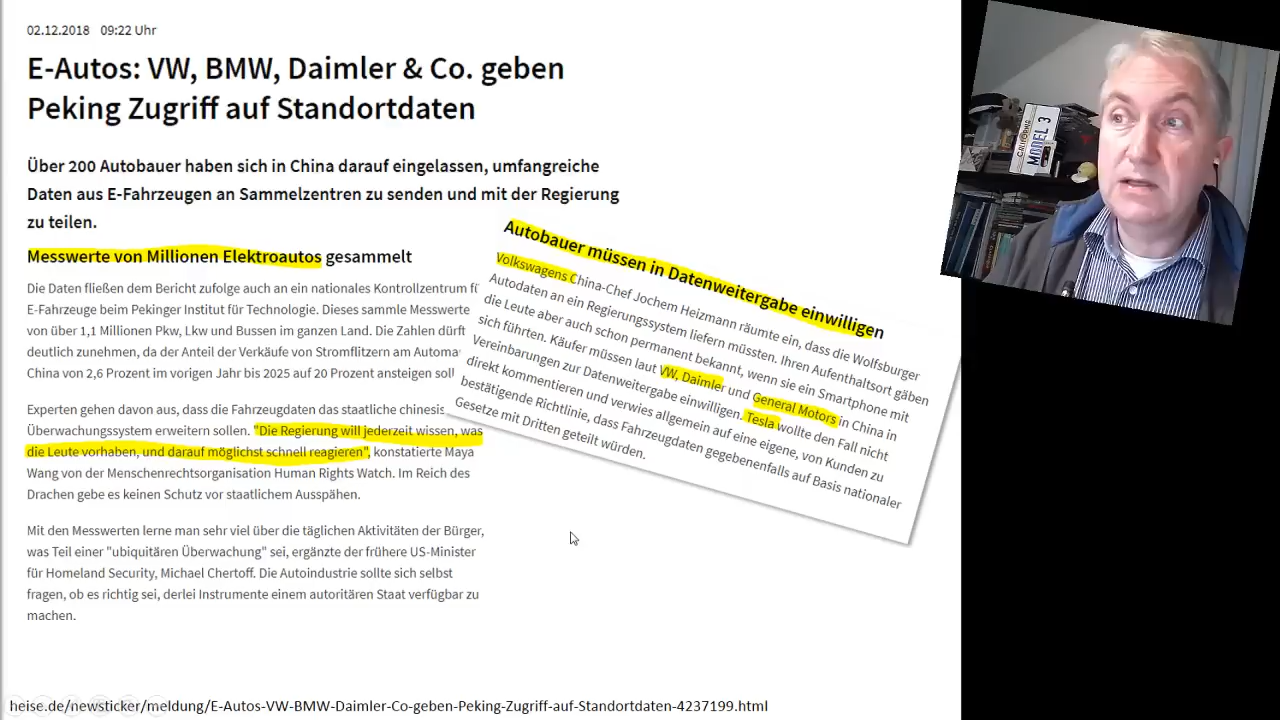 02.12.2018 09:22 Uhr
E-Autos: VW, BMW, Daimler & Co. geben
Peking Zugriff auf Standortdaten
Über 200 Autobauer haben sich in China darauf eingelassen, umfangreiche
Daten aus E-Fahrzeugen an Sammelzentren zu senden und mit der Regierung
zu teilen.
Messwerte von Millionen Elektroautos gesammelt
Die Daten fließen dem Bericht zufolge auch an ein nationales Kontrollzentrum
E-Fahrzeuge beim Pekinger Institut für Technologie. Dieses sammle Messwerte
von über 1,1 Millionen Pkw, Lkw und Bussen im ganzen Land. Die Zahlen dürft
deutlich zunehmen, da der Anteil der Verkäufe von Stromflitzern am Automa
China von 2,6 Prozent im vorigen Jahr bis 2025 auf 20 Prozent ansteigen soll
Experten gehen davon aus, dass die Fahrzeugdaten das staatliche chinesis
Überwachungssystem erweitern sollen. "Die Regierung will jederzeit wissen, was
die Leute vorhaben, und darauf möglichst schnell reagieren", konstatierte Maya
Wang von der Menschenrechtsorganisation Human Rights Watch. Im Reich des
Drachen gebe es keinen Schutz vor staatlichem Ausspähen.
Mit den Messwerten lerne man sehr viel über die täglichen Aktivitäten der Bürger,
was Teil einer "ubiquitären Überwachung" sei, ergänzte der frühere US-Minister
für Homeland Security, Michael Chertoff. Die Autoindustrie sollte sich selbst
fragen, ob es richtig sei, derlei Instrumente einem autoritären Staat verfügbar zu
machen.
Autobauer müssen in Datenweitergabe einwilligen
Volkswagens China-Chef Jochem Heizmann räumte ein, dass die Wolfsburger
Autodaten an ein Regierungssystem liefern müssten. Ihren Aufenthaltsort gäben
die Leute aber auch schon permanent bekannt, wenn sie ein Smartphone mit
sich führten. Käufer müssen laut VW, Daimler und General Motors in China in
Vereinbarungen zur Datenweitergabe einwilligen. Tesla wollte den Fall nicht
direkt kommentieren und verwies allgemein auf eine eigene, von Kunden zu
bestätigende Richtlinie, dass Fahrzeugdaten gegebenenfalls auf Basis nationaler
Gesetze mit Dritten geteilt würden.
CALIFORNIA
MODEL 3
heise.de/newsticker/meldung/E-Autos-VW-BMW-Daimler-Co-geben-Peking-Zugriff-auf-Standortdaten-4237199.html